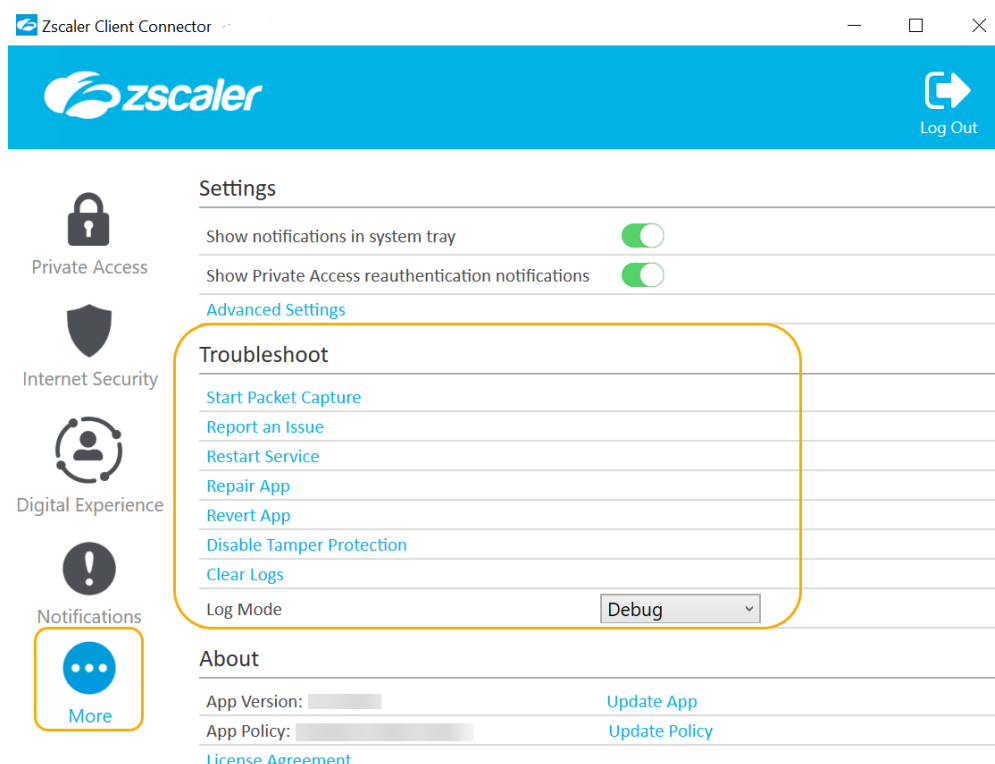 Zscaler Client Connector
zscaler
Log Out
Settings
Show notifications in system tray
Show Private Access reauthentication notifications
Advanced Settings
Private Access
Internet Security
Digital Experience
Notifications
More
Troubleshoot
Start Packet Capture
Report an Issue
Restart Service
Repair App
Revert App
Disable Tamper Protection
Clear Logs
Log Mode Debug
About
App Version: Update App
App Policy: Update Policy
License Agreement